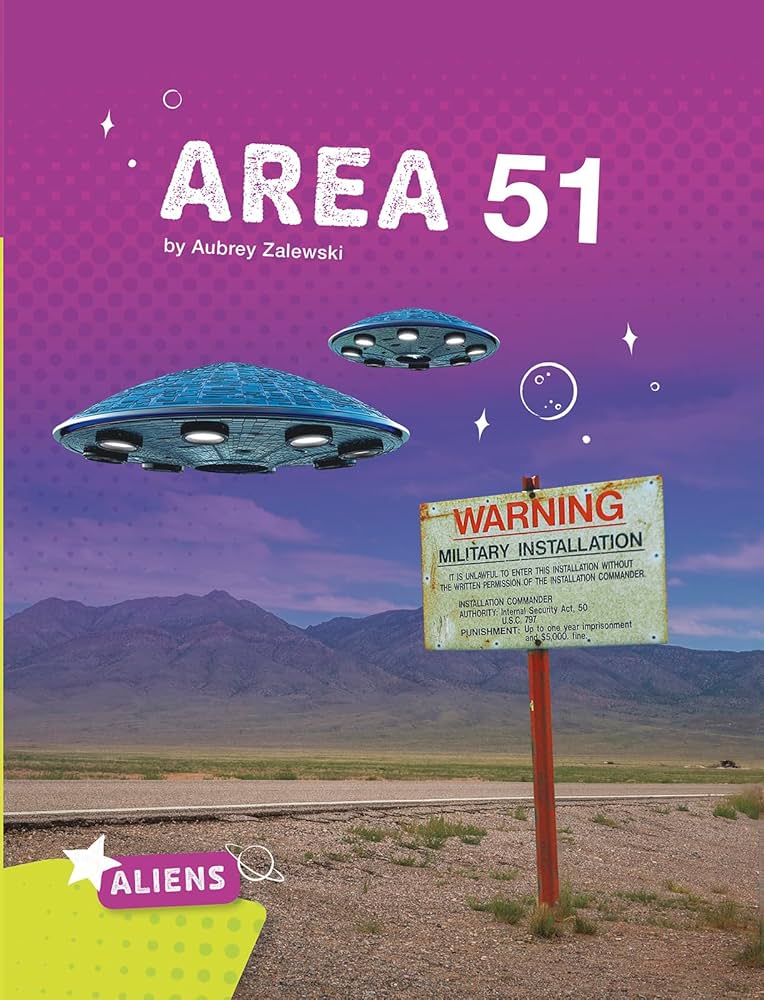 AREA 51
by Aubrey Zalewski
WARNING
MILITARY INSTALLATION
IT IS UNLAWFUL TO ENTER THIS INSTALLATION WITHOUT
THE WRITTEN PERMISSION OF THE INSTALLATION COMMANDER.
INSTALLATION COMMANDER
AUTHORITY: Internal Security Act, 50
U.S.C. 797
PUNISHMENT: Up to one year imprisonment
and $5,000. fine.
ALIENS